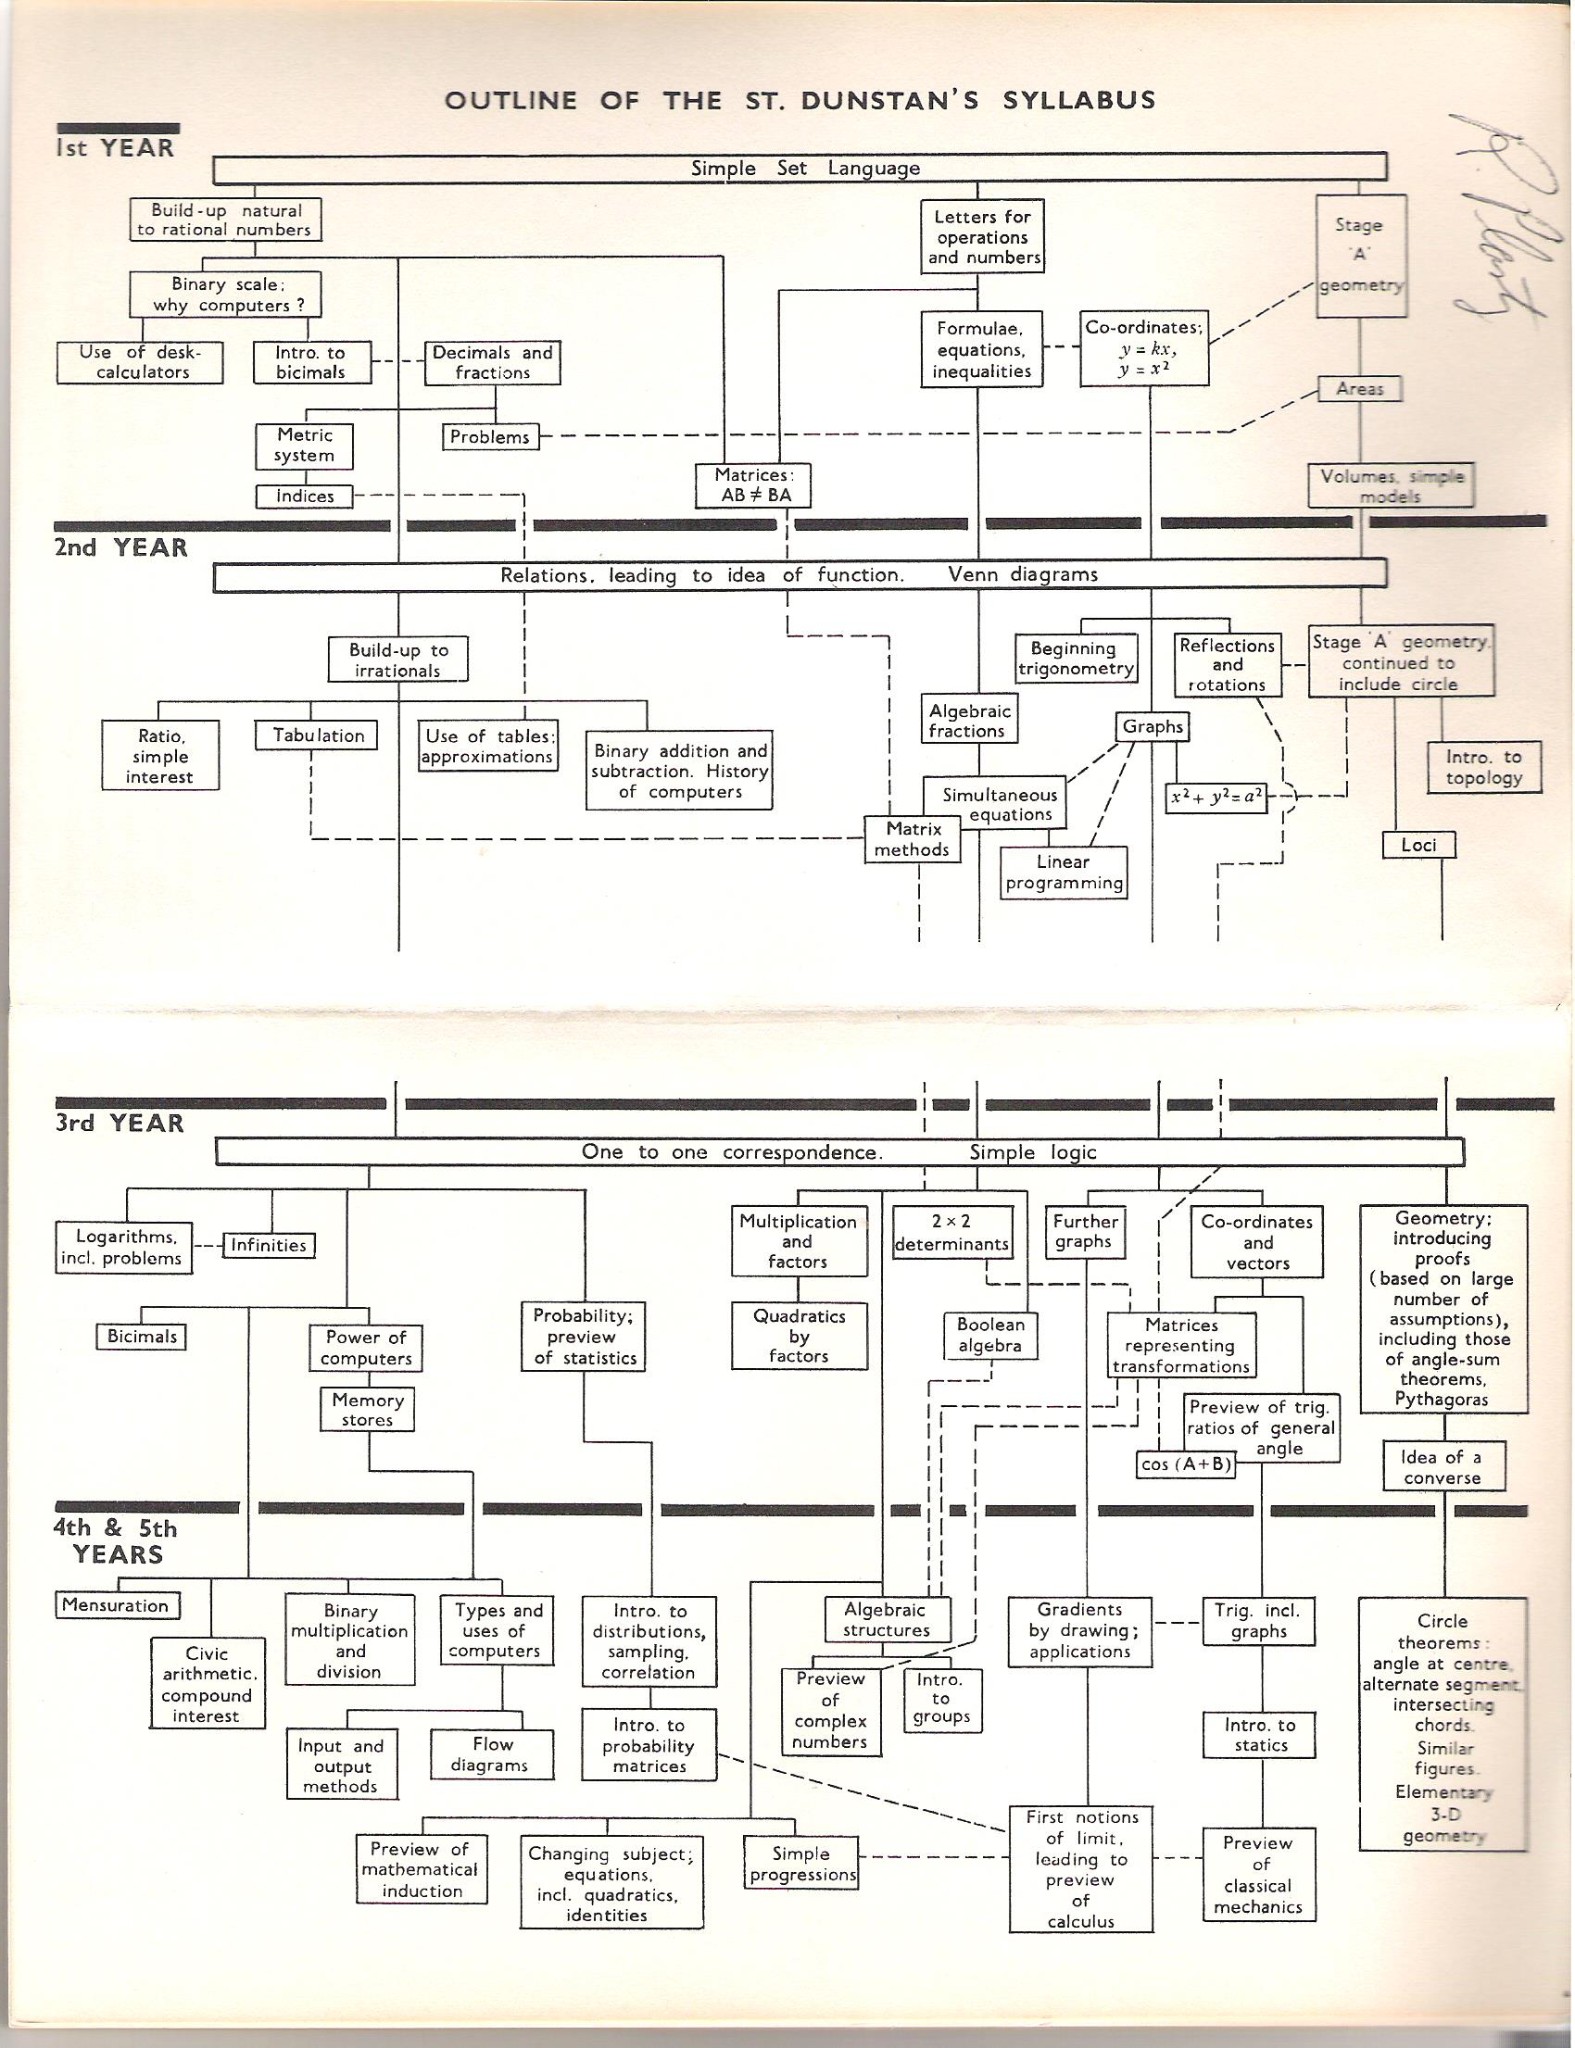 OUTLINE OF THE ST. DUNSTAN'S SYLLABUS
1st YEAR
Simple Set Language
Build-up natural
to rational numbers
Letters for
operations
and numbers
Stage
'A'
geometry
Binary scale;
why computers ?
Use of desk-
calculators
Intro. to
bicimals
Decimals and
fractions
Formulae,
equations,
inequalities
Co-ordinates;
y = kx,
y = x²
Areas
Metric
system
Problems
Indices
Matrices:
AB ≠ BA
Volumes, simple
models
2nd YEAR
Relations, leading to idea of function. Venn diagrams
Build-up to
irrationals
Beginning
trigonometry
Reflections
and
rotations
Stage 'A' geometry,
continued to
include circle
Ratio,
simple
interest
Tabulation
Use of tables;
approximations
Binary addition and
subtraction. History
of computers
Algebraic
fractions
Graphs
Intro. to
topology
Simultaneous
equations
x² + y² = a²
Matrix
methods
Linear
programming
Loci
3rd YEAR
One to one correspondence. Simple logic
Logarithms,
incl. problems
Infinities
Multiplication
and
factors
2 × 2
determinants
Further
graphs
Co-ordinates
and
vectors
Geometry;
introducing
proofs
(based on large
number of
assumptions),
including those
of angle-sum
theorems,
Pythagoras
Bicimals
Power of
computers
Probability;
preview
of statistics
Quadratics
by
factors
Boolean
algebra
Matrices
representing
transformations
Memory
stores
Preview of trig.
ratios of general
angle
cos (A+B)
Idea of a
converse
4th & 5th
YEARS
Mensuration
Civic
arithmetic,
compound
interest
Binary
multiplication
and
division
Types and
uses of
computers
Intro. to
distributions,
sampling,
correlation
Algebraic
structures
Gradients
by drawing;
applications
Trig. incl.
graphs
Circle
theorems:
angle at centre,
alternate segment,
intersecting
chords.
Similar
figures.
Elementary
3-D
geometry
Preview
of
complex
numbers
Intro.
to
groups
Input and
output
methods
Flow
diagrams
Intro. to
probability
matrices
Intro. to
statics
Preview of
mathematical
induction
Changing subject;
equations,
incl. quadratics,
identities
Simple
progressions
First notions
of limit,
leading to
preview
of
calculus
Preview
of
classical
mechanics